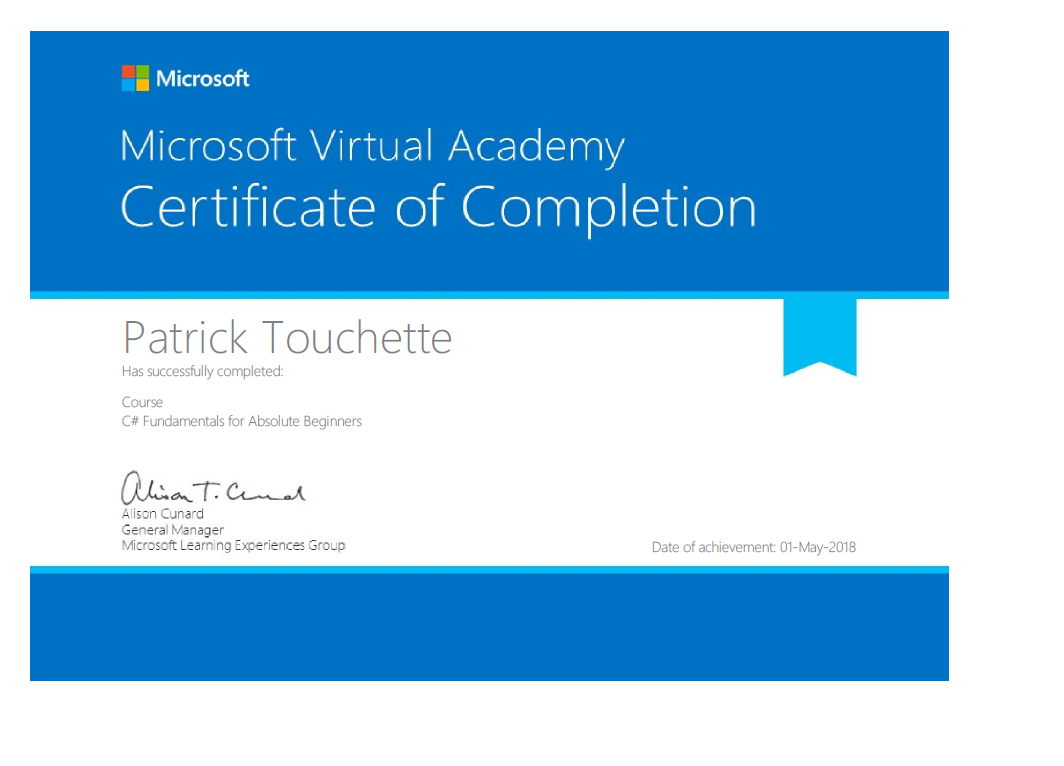 Microsoft
Microsoft Virtual Academy
Certificate of Completion
Patrick Touchette
Has successfully completed:
Course
C# Fundamentals for Absolute Beginners
Alison T. Cunard
Alison Cunard
General Manager
Microsoft Learning Experiences Group
Date of achievement: 01-May-2018